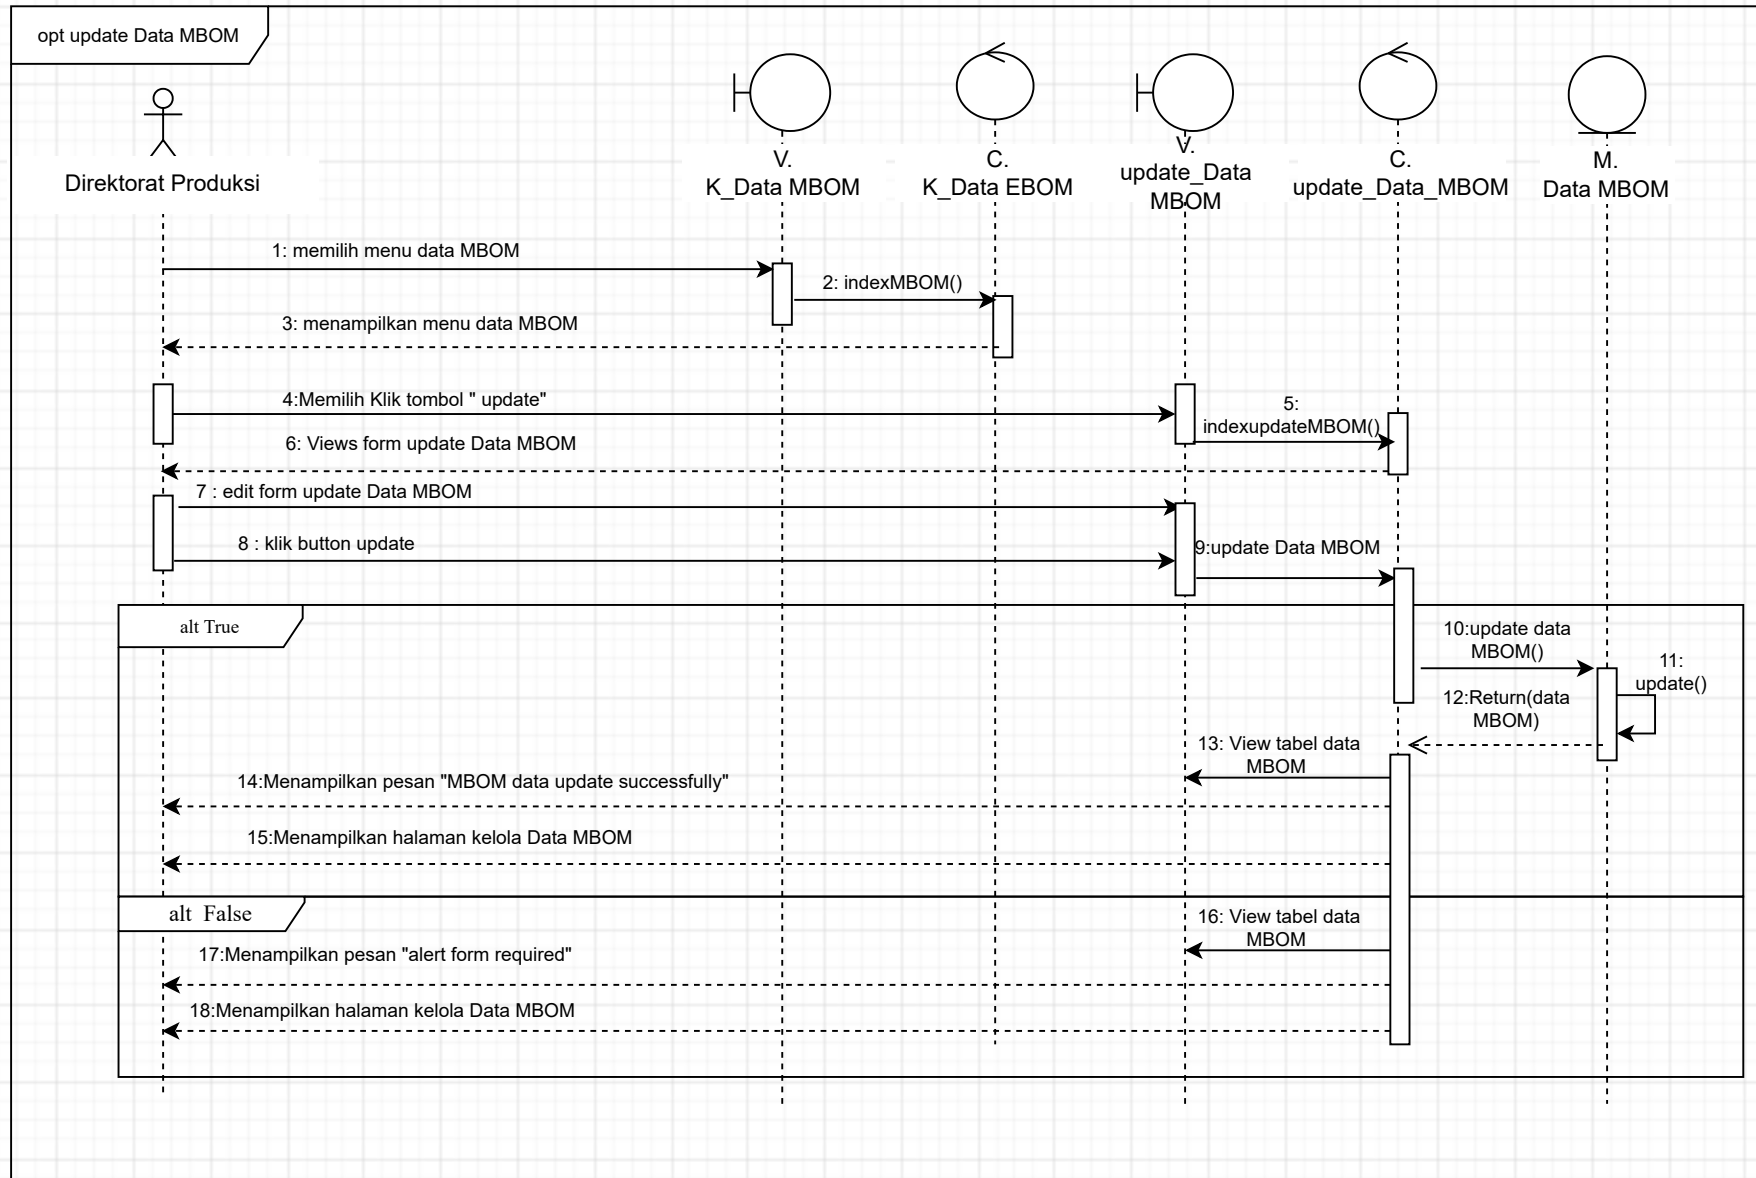 opt update Data MBOM
Direktorat Produksi
V.
K_Data MBOM
C.
K_Data EBOM
V.
update_Data
MBOM
C.
update_Data_MBOM
M.
Data MBOM
1: memilih menu data MBOM
2: indexMBOM()
3: menampilkan menu data MBOM
4:Memilih Klik tombol " update"
5:
indexupdateMBOM()
6: Views form update Data MBOM
7 : edit form update Data MBOM
8 : klik button update
9:update Data MBOM
alt True
10:update data
MBOM()
11:
update()
12:Return(data
MBOM)
13: View tabel data
MBOM
14:Menampilkan pesan "MBOM data update successfully"
15:Menampilkan halaman kelola Data MBOM
alt  False
16: View tabel data
MBOM
17:Menampilkan pesan "alert form required"
18:Menampilkan halaman kelola Data MBOM